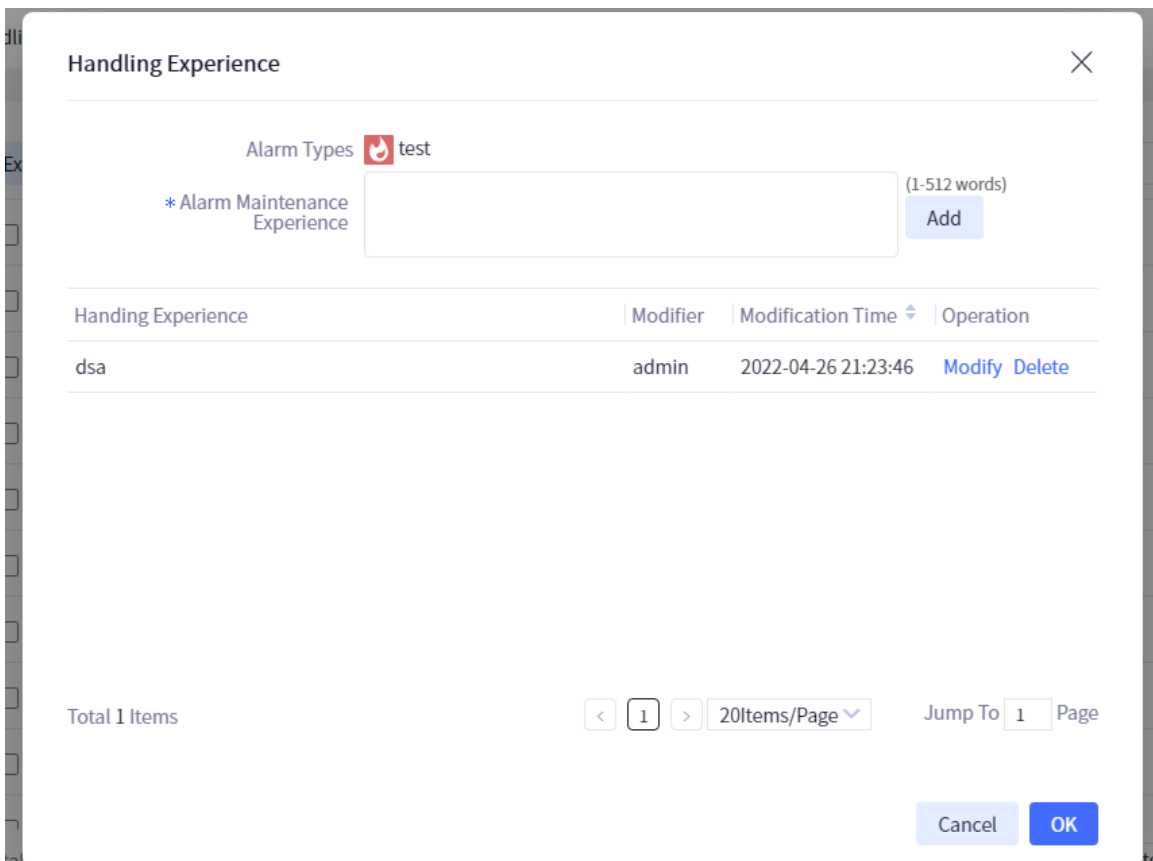 Handling Experience
Alarm Types test
(1-512 words)
* Alarm Maintenance
Experience
Add
Handing Experience Modifier Modification Time Operation
dsa admin 2022-04-26 21:23:46 Modify Delete
Total 1 Items < 1 > 20Items/Page Jump To 1 Page
Cancel OK